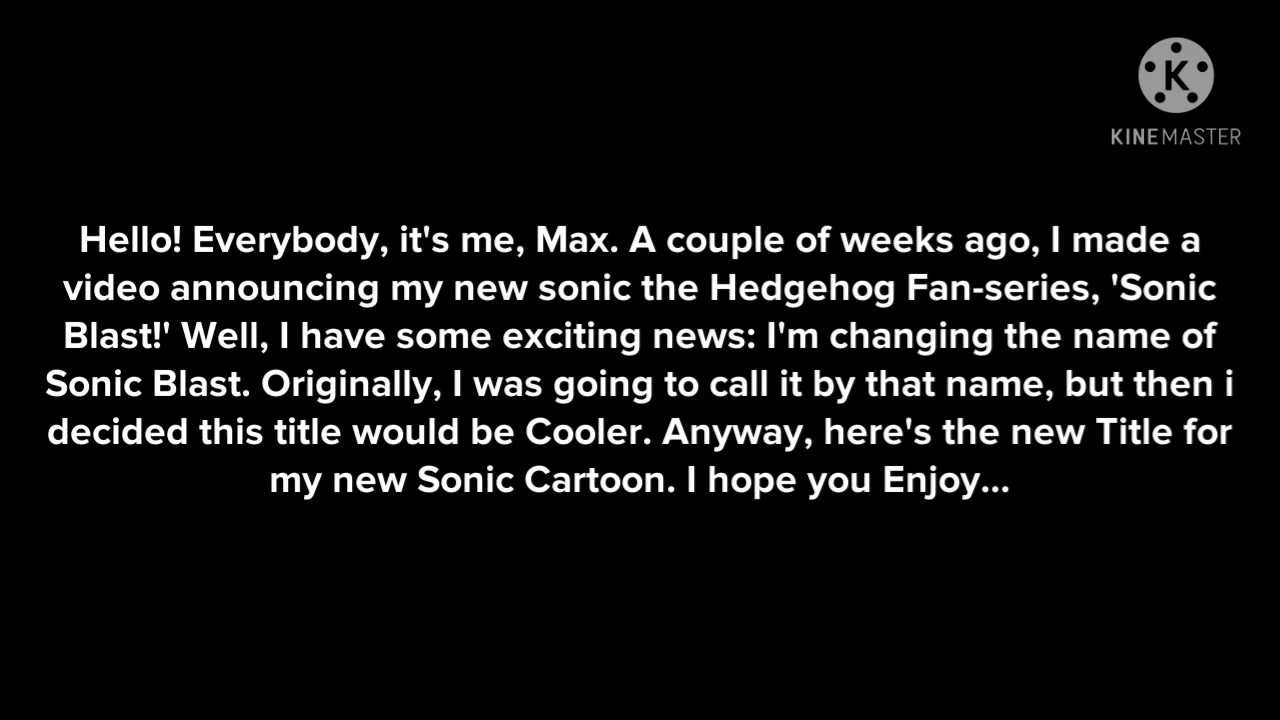 K
KINEMASTER
Hello! Everybody, it's me, Max. A couple of weeks ago, I made a
video announcing my new sonic the Hedgehog Fan-series, 'Sonic
Blast!' Well, I have some exciting news: I'm changing the name of
Sonic Blast. Originally, I was going to call it by that name, but then i
decided this title would be Cooler. Anyway, here's the new Title for
my new Sonic Cartoon. I hope you Enjoy...